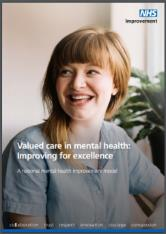 NHS
Improvement
Valued care in mental health:
Improving for excellence
A national mental health improvement model
collaboration trust respect innovation courage compassion